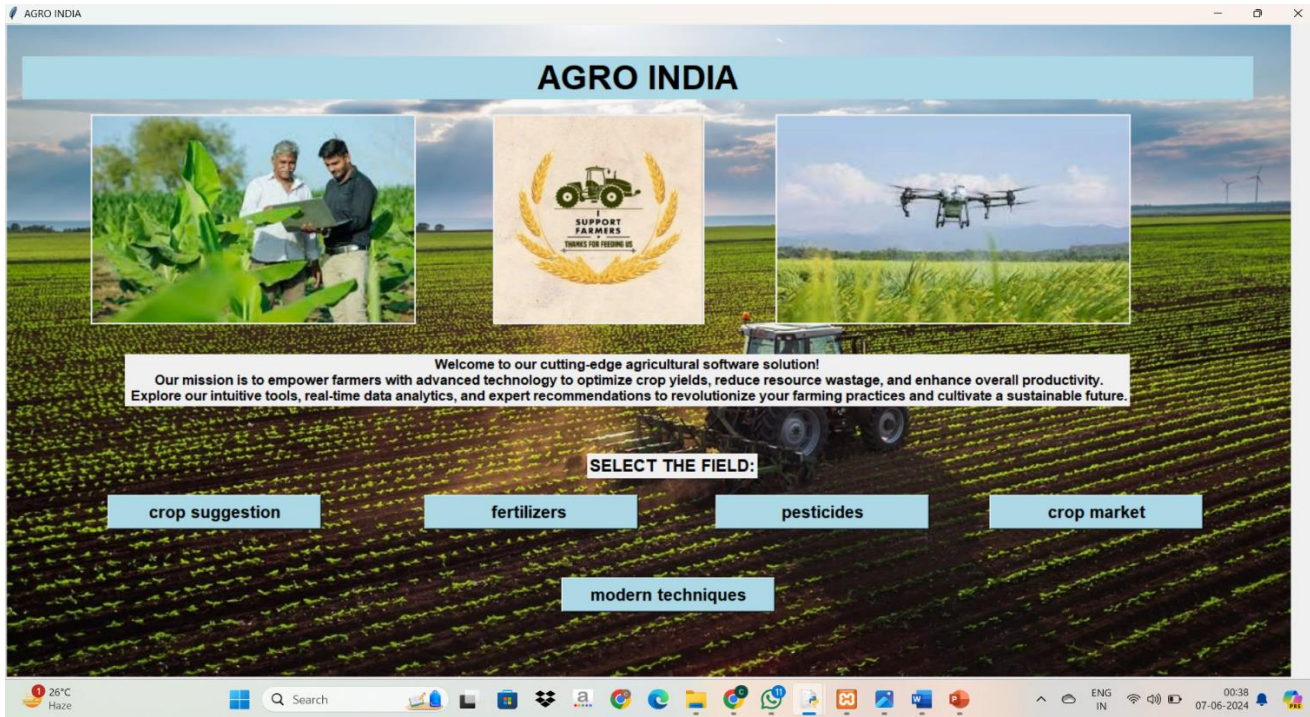 AGRO INDIA
AGRO INDIA
I
SUPPORT
FARMERS
THANKS FOR FEEDING US
Welcome to our cutting-edge agricultural software solution!
Our mission is to empower farmers with advanced technology to optimize crop yields, reduce resource wastage, and enhance overall productivity.
Explore our intuitive tools, real-time data analytics, and expert recommendations to revolutionize your farming practices and cultivate a sustainable future.
SELECT THE FIELD:
crop suggestion fertilizers pesticides crop market
modern techniques
1 26°C Search a C 11 W P ENG 00:38
Haze IN 07-06-2024 PRE